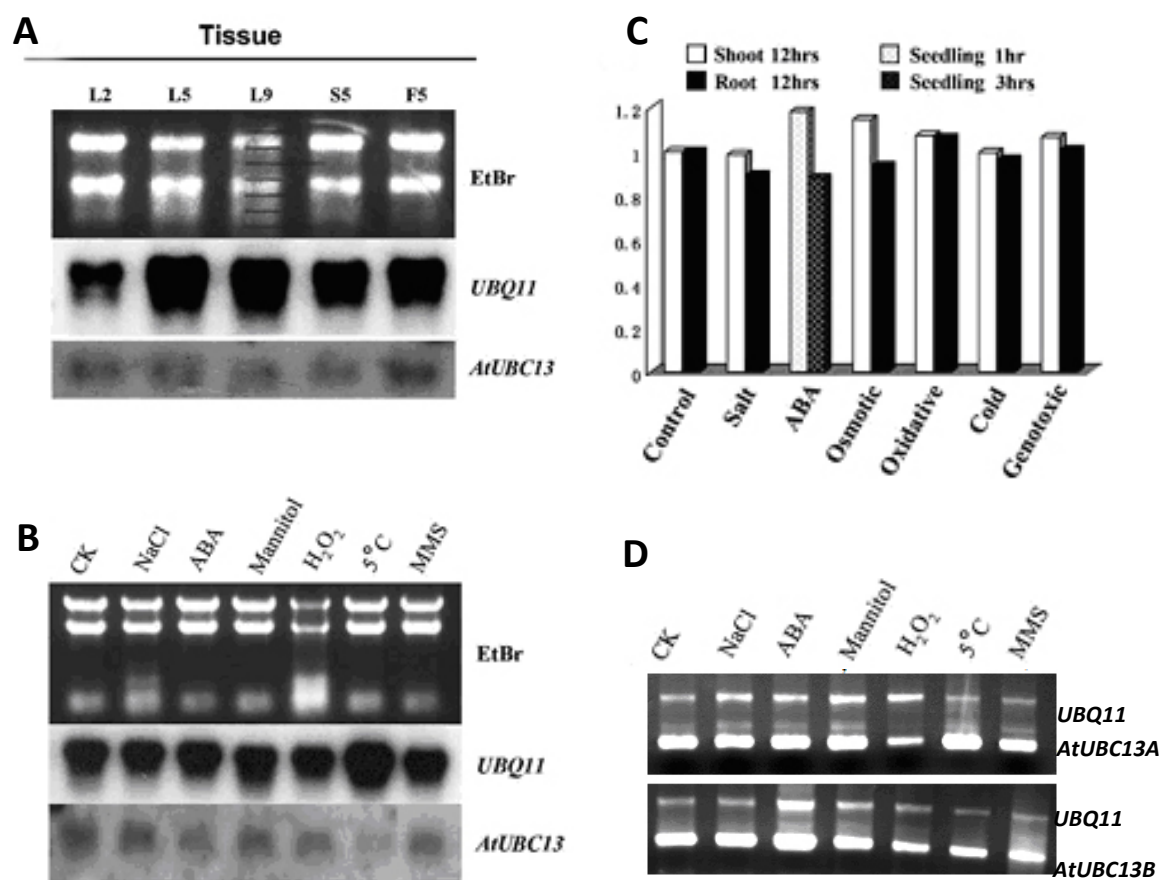 A
Tissue
L2 L5 L9 S5 F5
EtBr
UBQ11
AtUBC13
B
CK NaCl ABA Mannitol H₂O₂ 5°C MMS
EtBr
UBQ11
AtUBC13
C
Shoot 12hrs Seedling 1hr
Root 12hrs Seedling 3hrs
1.2
1
0.8
0.6
0.4
0.2
0
Control Salt ABA Osmotic Oxidative Cold Genotoxic
D
CK NaCl ABA Mannitol H₂O₂ 5°C MMS
UBQ11
AtUBC13A
UBQ11
AtUBC13B